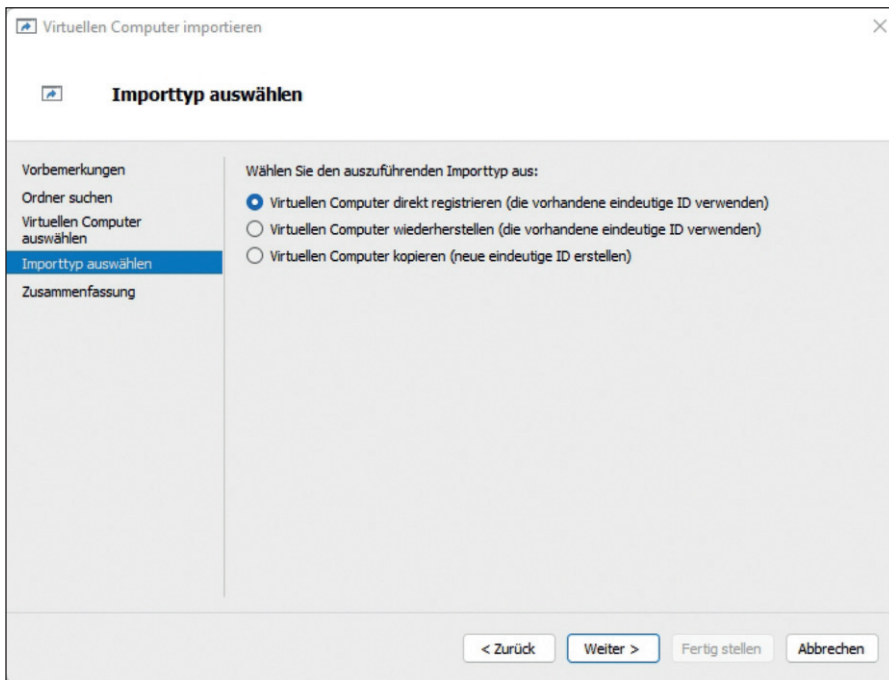 Virtuellen Computer importieren
Importtyp auswählen
Vorbemerkungen
Ordner suchen
Virtuellen Computer
auswählen
Importtyp auswählen
Zusammenfassung
Wählen Sie den auszuführenden Importtyp aus:
Virtuellen Computer direkt registrieren (die vorhandene eindeutige ID verwenden)
Virtuellen Computer wiederherstellen (die vorhandene eindeutige ID verwenden)
Virtuellen Computer kopieren (neue eindeutige ID erstellen)
< Zurück
Weiter >
Fertig stellen
Abbrechen